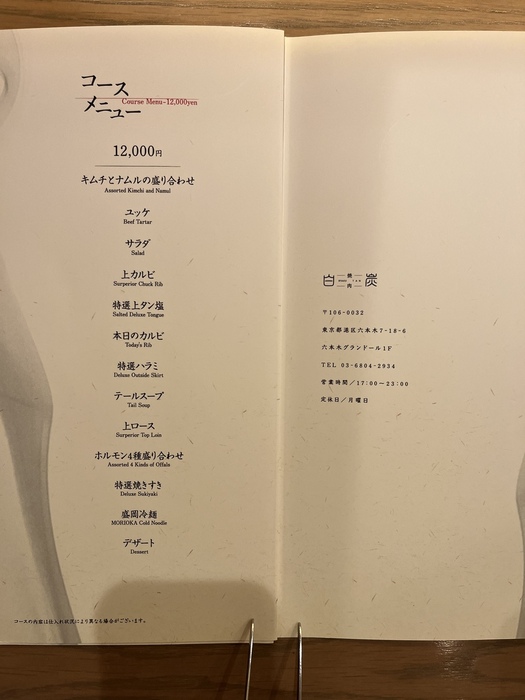 コース
メニュー
Course Menu-12,000yen
12,000円
キムチとナムルの盛り合わせ
Assorted Kimchi and Namul
ユッケ
Beef Tartar
サラダ
Salad
上カルビ
Surperior Chuck Rib
特選上タン塩
Salted Deluxe Tongue
本日のカルビ
Today's Rib
特選ハラミ
Deluxe Outside Skirt
テールスープ
Tail Soup
上ロース
Surperior Top Loin
ホルモン4種盛り合わせ
Assorted 4 Kinds of Offals
特選焼きすき
Deluxe Sukiyaki
盛岡冷麺
MORIOKA Cold Noodle
デザート
Dessert
コースの内容は仕入れ状況により異なる場合がございます。
白 焼肉 炭
〒106-0032
東京都港区六本木7-18-6
六本木グランドール1F
TEL 03-6804-2934
営業時間/17:00-23:00
定休日/月曜日